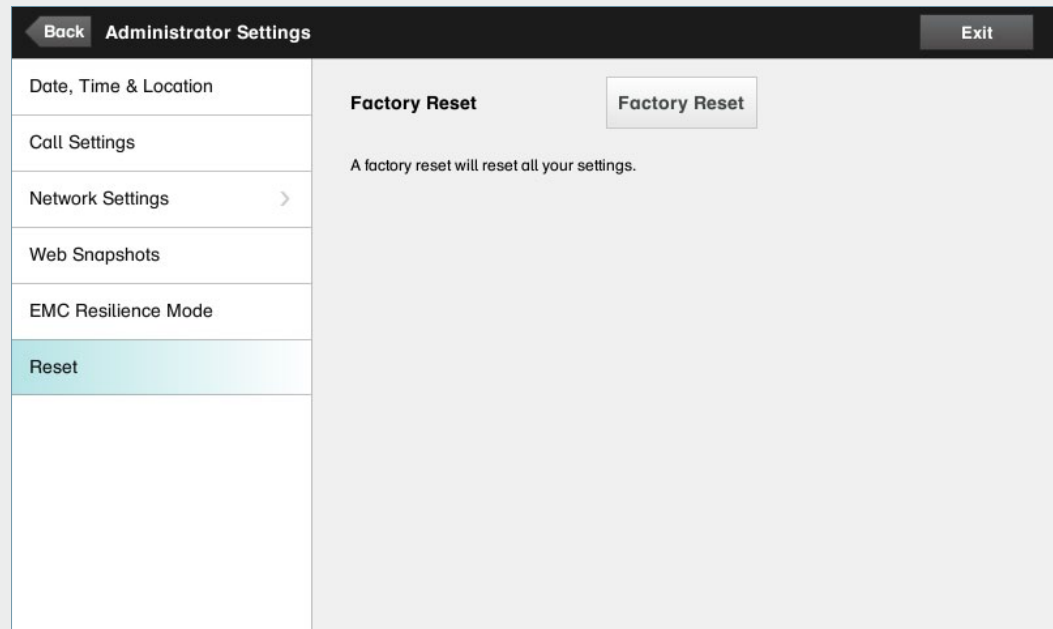 Back Administrator Settings Exit
Date, Time & Location
Call Settings
Network Settings
Web Snapshots
EMC Resilience Mode
Reset
Factory Reset Factory Reset
A factory reset will reset all your settings.